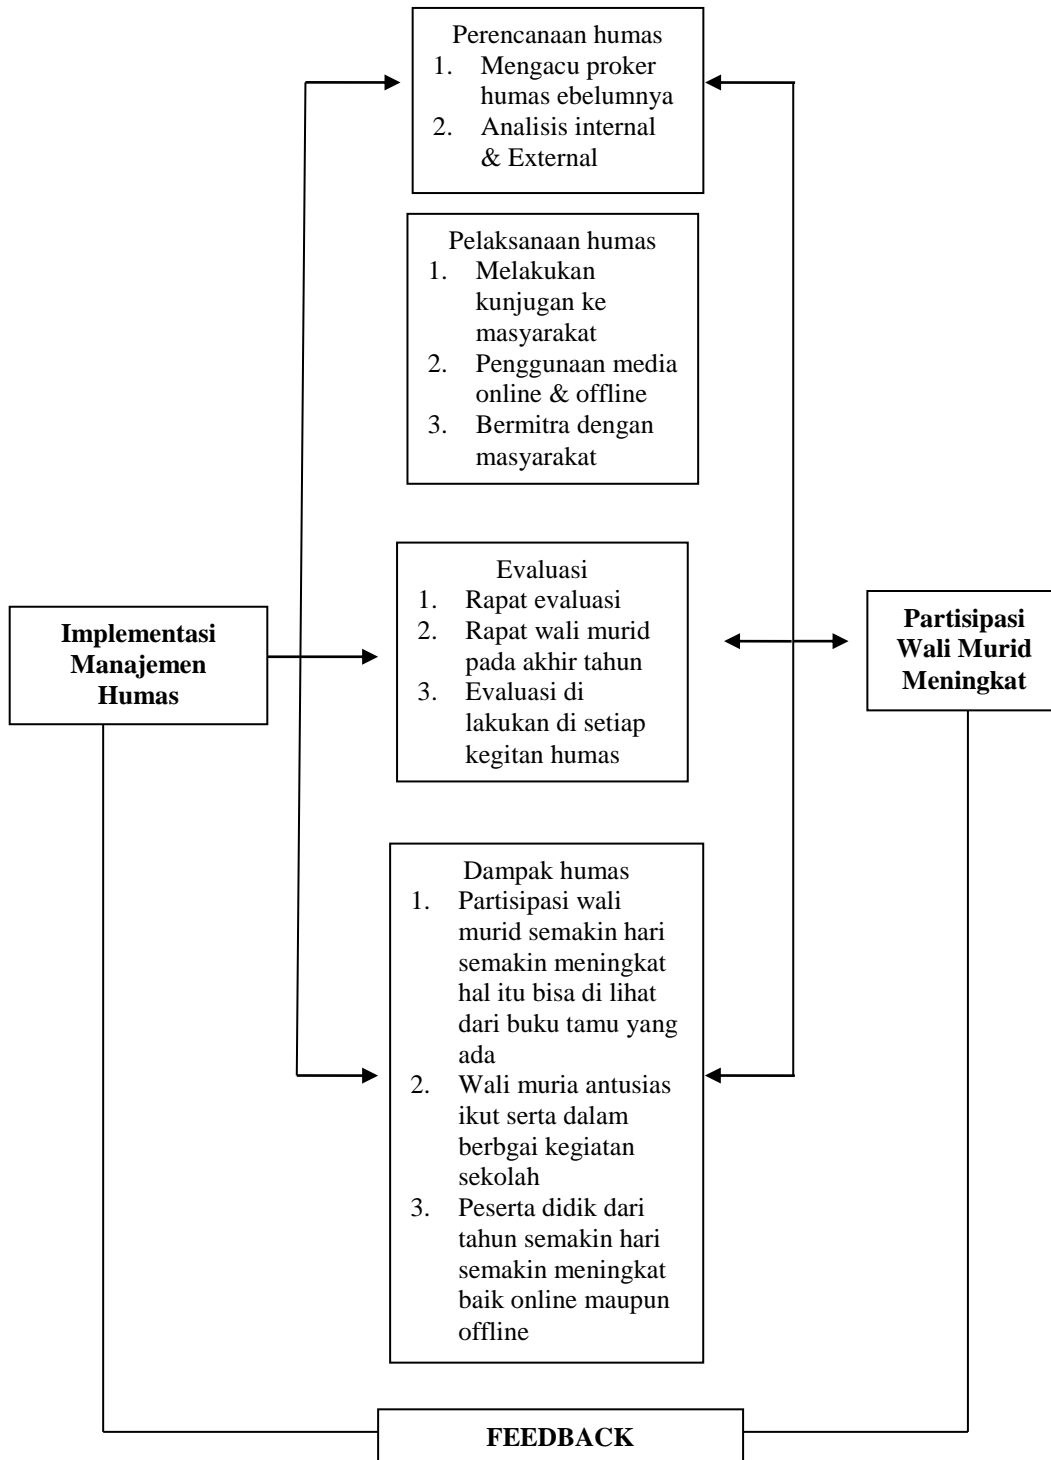 Perencanaan humas
1. Mengacu proker
humas ebelumnya
2. Analisis internal
& External
Pelaksanaan humas
1. Melakukan
kunjugan ke
masyarakat
2. Penggunaan media
online & offline
3. Bermitra dengan
masyarakat
Implementasi
Manajemen
Humas
Evaluasi
1. Rapat evaluasi
2. Rapat wali murid
pada akhir tahun
3. Evaluasi di
lakukan di setiap
kegitan humas
Partisipasi
Wali Murid
Meningkat
Dampak humas
1. Partisipasi wali
murid semakin hari
semakin meningkat
hal itu bisa di lihat
dari buku tamu yang
ada
2. Wali muria antusias
ikut serta dalam
berbgai kegiatan
sekolah
3. Peserta didik dari
tahun semakin hari
semakin meningkat
baik online maupun
offline
FEEDBACK